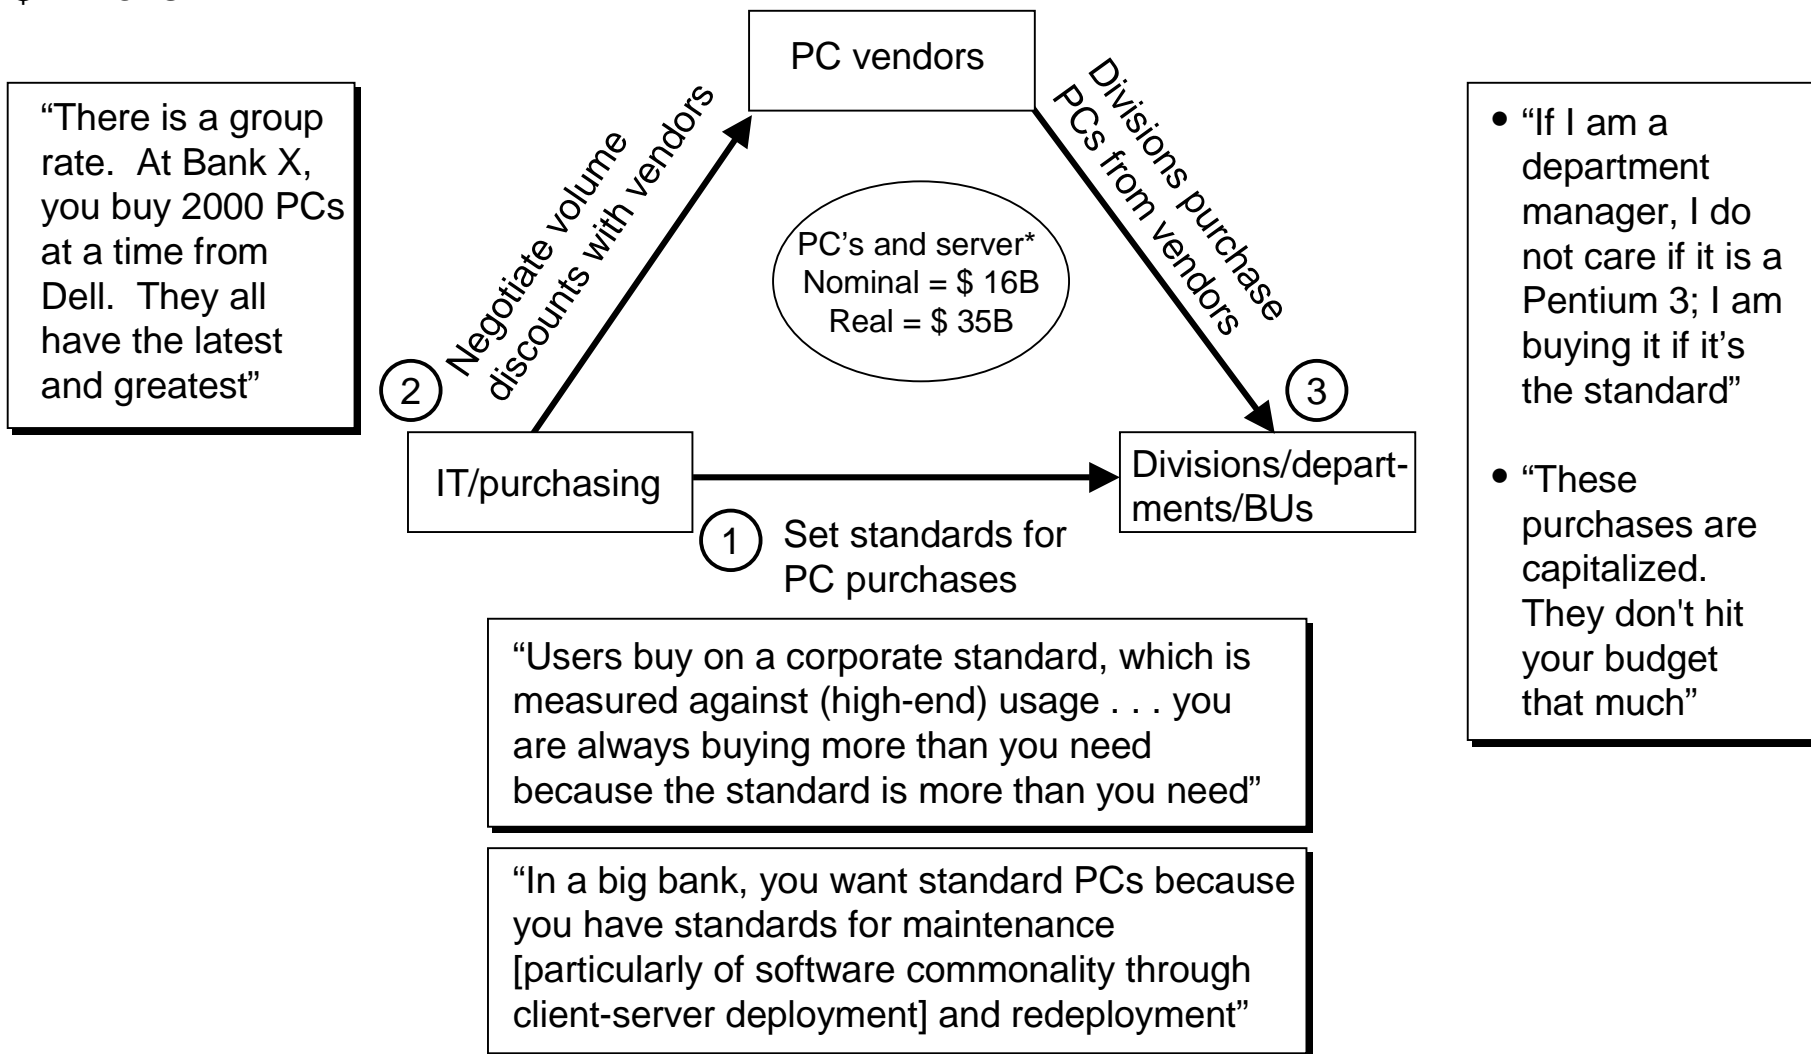 PC vendors
“There is a group
rate.  At Bank X,
you buy 2000 PCs
at a time from
Dell.  They all
have the latest
and greatest”
Negotiate volume
discounts with vendors
Divisions purchase
PCs from vendors
PC's and server*
Nominal = $ 16B
Real = $ 35B
2
3
IT/purchasing
Divisions/depart-
ments/BUs
1
Set standards for
PC purchases
• “If I am a
department
manager, I do
not care if it is a
Pentium 3; I am
buying it if it’s
the standard”
• “These
purchases are
capitalized.
They don't hit
your budget
that much”
“Users buy on a corporate standard, which is
measured against (high-end) usage . . . you
are always buying more than you need
because the standard is more than you need”
“In a big bank, you want standard PCs because
you have standards for maintenance
[particularly of software commonality through
client-server deployment] and redeployment”